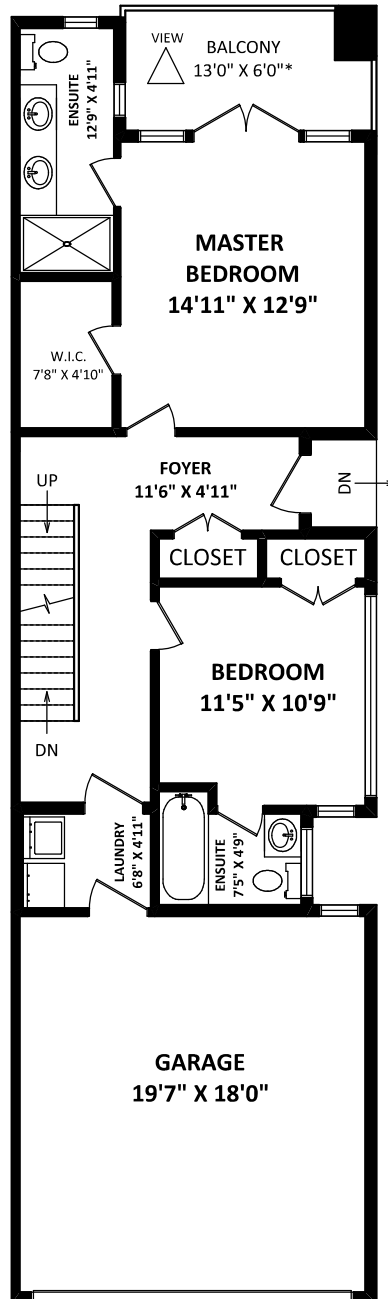 VIEW
BALCONY
13'0" X 6'0"*
ENSUITE
12'9" X 4'11"
MASTER
BEDROOM
14'11" X 12'9"
W.I.C.
7'8" X 4'10"
UP
FOYER
11'6" X 4'11"
DN
CLOSET
CLOSET
BEDROOM
11'5" X 10'9"
DN
LAUNDRY
6'8" X 4'11"
ENSUITE
7'5" X 4'9"
GARAGE
19'7" X 18'0"